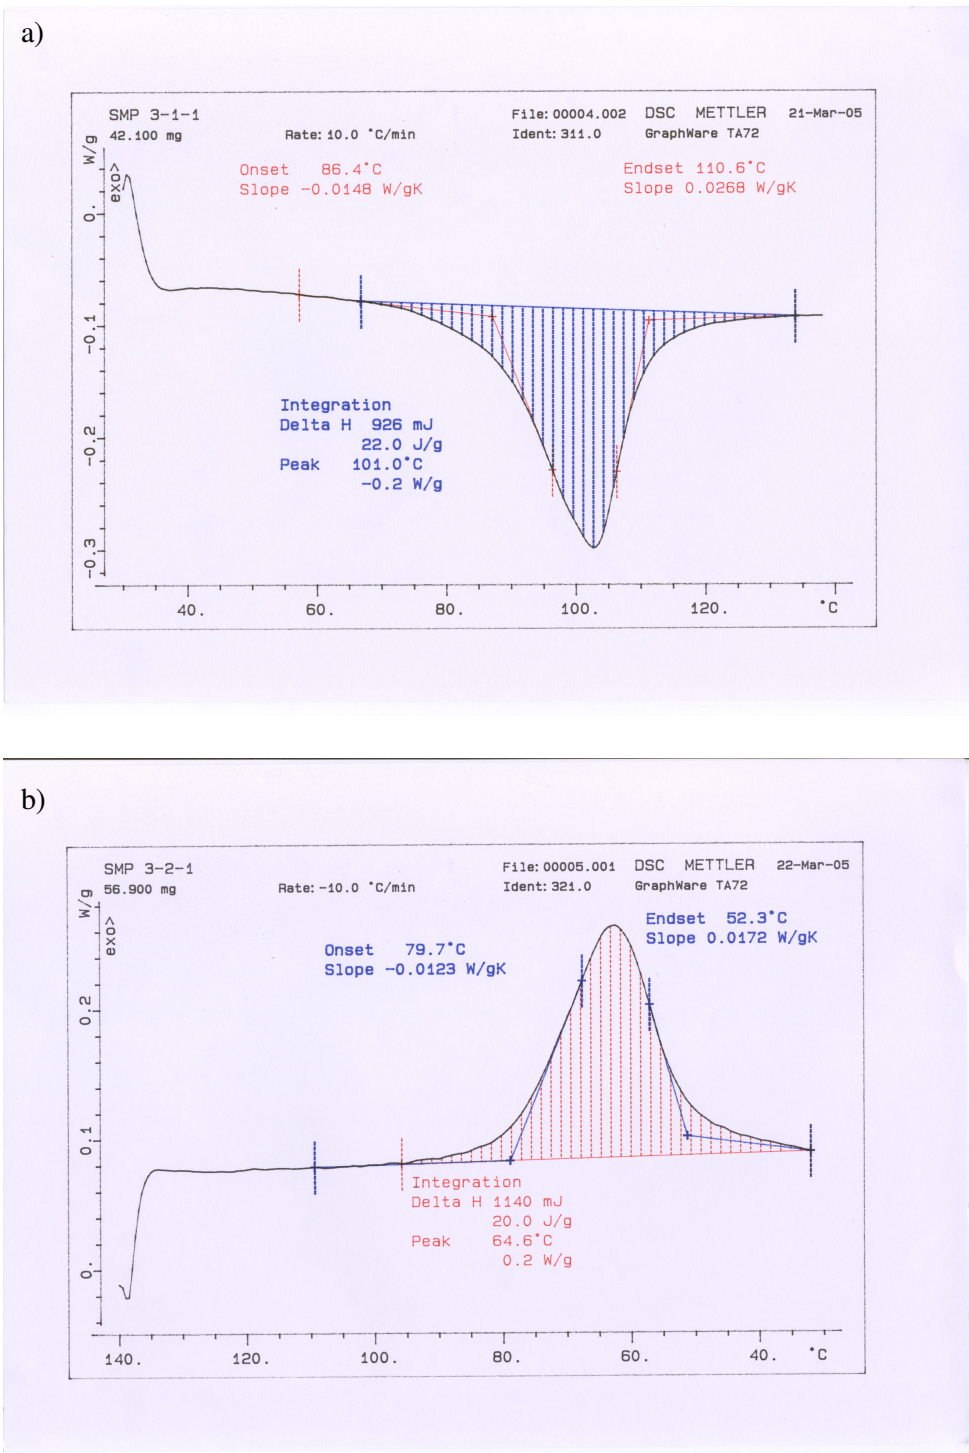 a)
SMP 3-1-1 File: 00004.002 DSC METTLER 21-Mar-05
42.100 mg Rate: 10.0 °C/min Ident: 311.0 GraphWare TA72
W/g
exo>
Onset 86.4°C Endset 110.6°C
Slope -0.0148 W/gK Slope 0.0268 W/gK
0.
-0.1
-0.2
-0.3
Integration
Delta H 926 mJ
22.0 J/g
Peak 101.0°C
-0.2 W/g
40. 60. 80. 100. 120. °C
b)
SMP 3-2-1 File: 00005.001 DSC METTLER 22-Mar-05
56.900 mg Rate: -10.0 °C/min Ident: 321.0 GraphWare TA72
W/g
exo>
Endset 52.3°C
Slope 0.0172 W/gK
Onset 79.7°C
Slope -0.0123 W/gK
0.2
0.1
0.
Integration
Delta H 1140 mJ
20.0 J/g
Peak 64.6°C
0.2 W/g
140. 120. 100. 80. 60. 40. °C